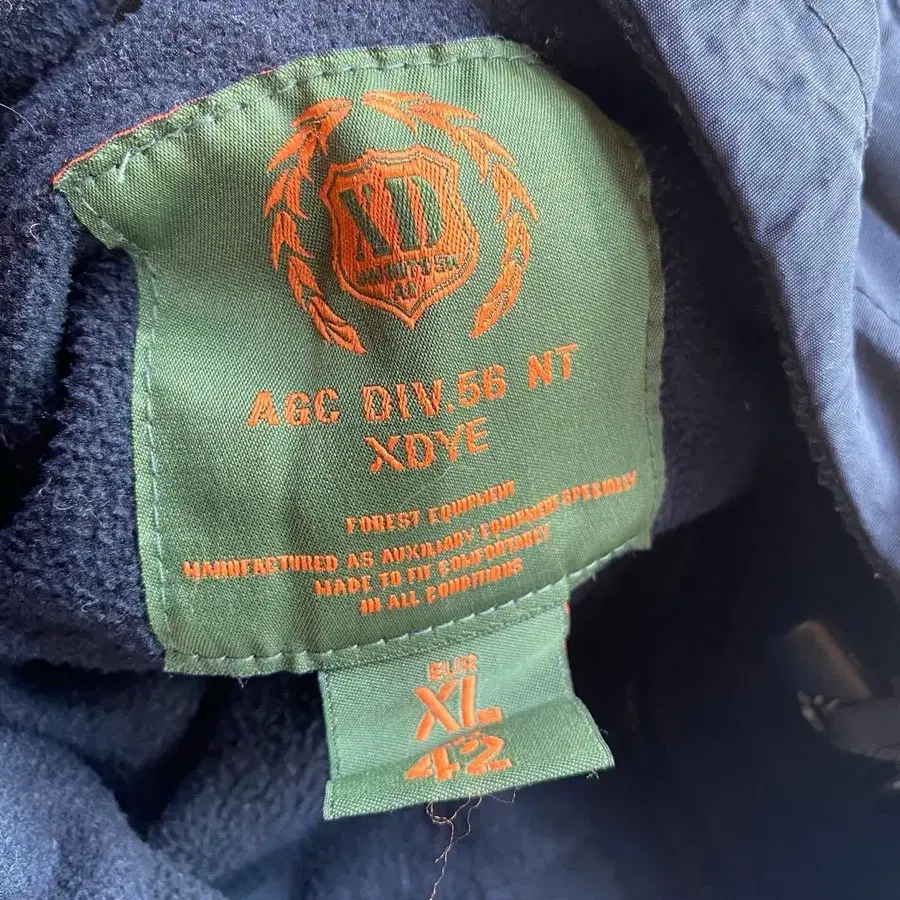 XD
AGC DIV.56 NT
XDYE
FOREST EQUIPMENT
MANUFACTURED AS AUXILIARY EQUIPMENT SPECIALLY
MADE TO FIT COMFORTABLY
IN ALL CONDITIONS
EUR
XL
42